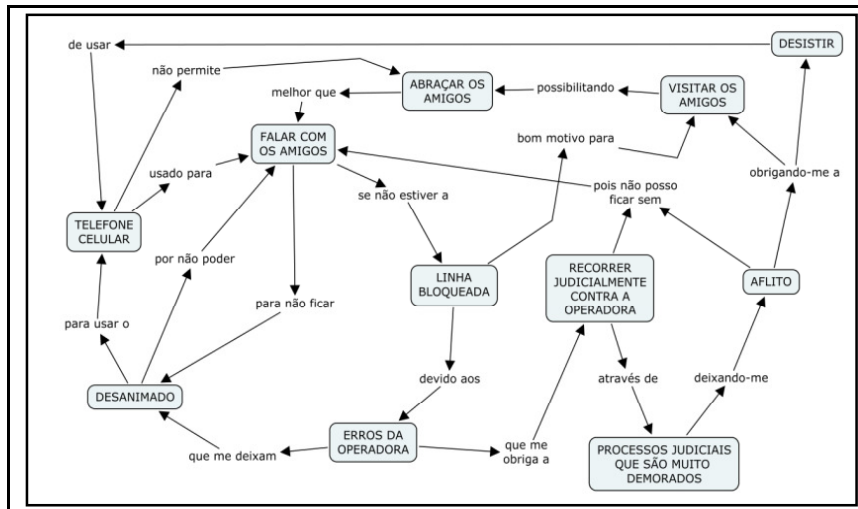 de usar
DESISTIR
não permite
ABRAÇAR OS
AMIGOS
possibilitando
VISITAR OS
AMIGOS
melhor que
FALAR COM
OS AMIGOS
bom motivo para
usado para
se não estiver a
pois não posso
ficar sem
obrigando-me a
TELEFONE
CELULAR
por não poder
LINHA
BLOQUEADA
RECORRER
JUDICIALMENTE
CONTRA A
OPERADORA
AFLITO
para não ficar
para usar o
devido aos
através de
deixando-me
DESANIMADO
ERROS DA
OPERADORA
que me deixam
que me
obriga a
PROCESSOS JUDICIAIS
QUE SÃO MUITO
DEMORADOS